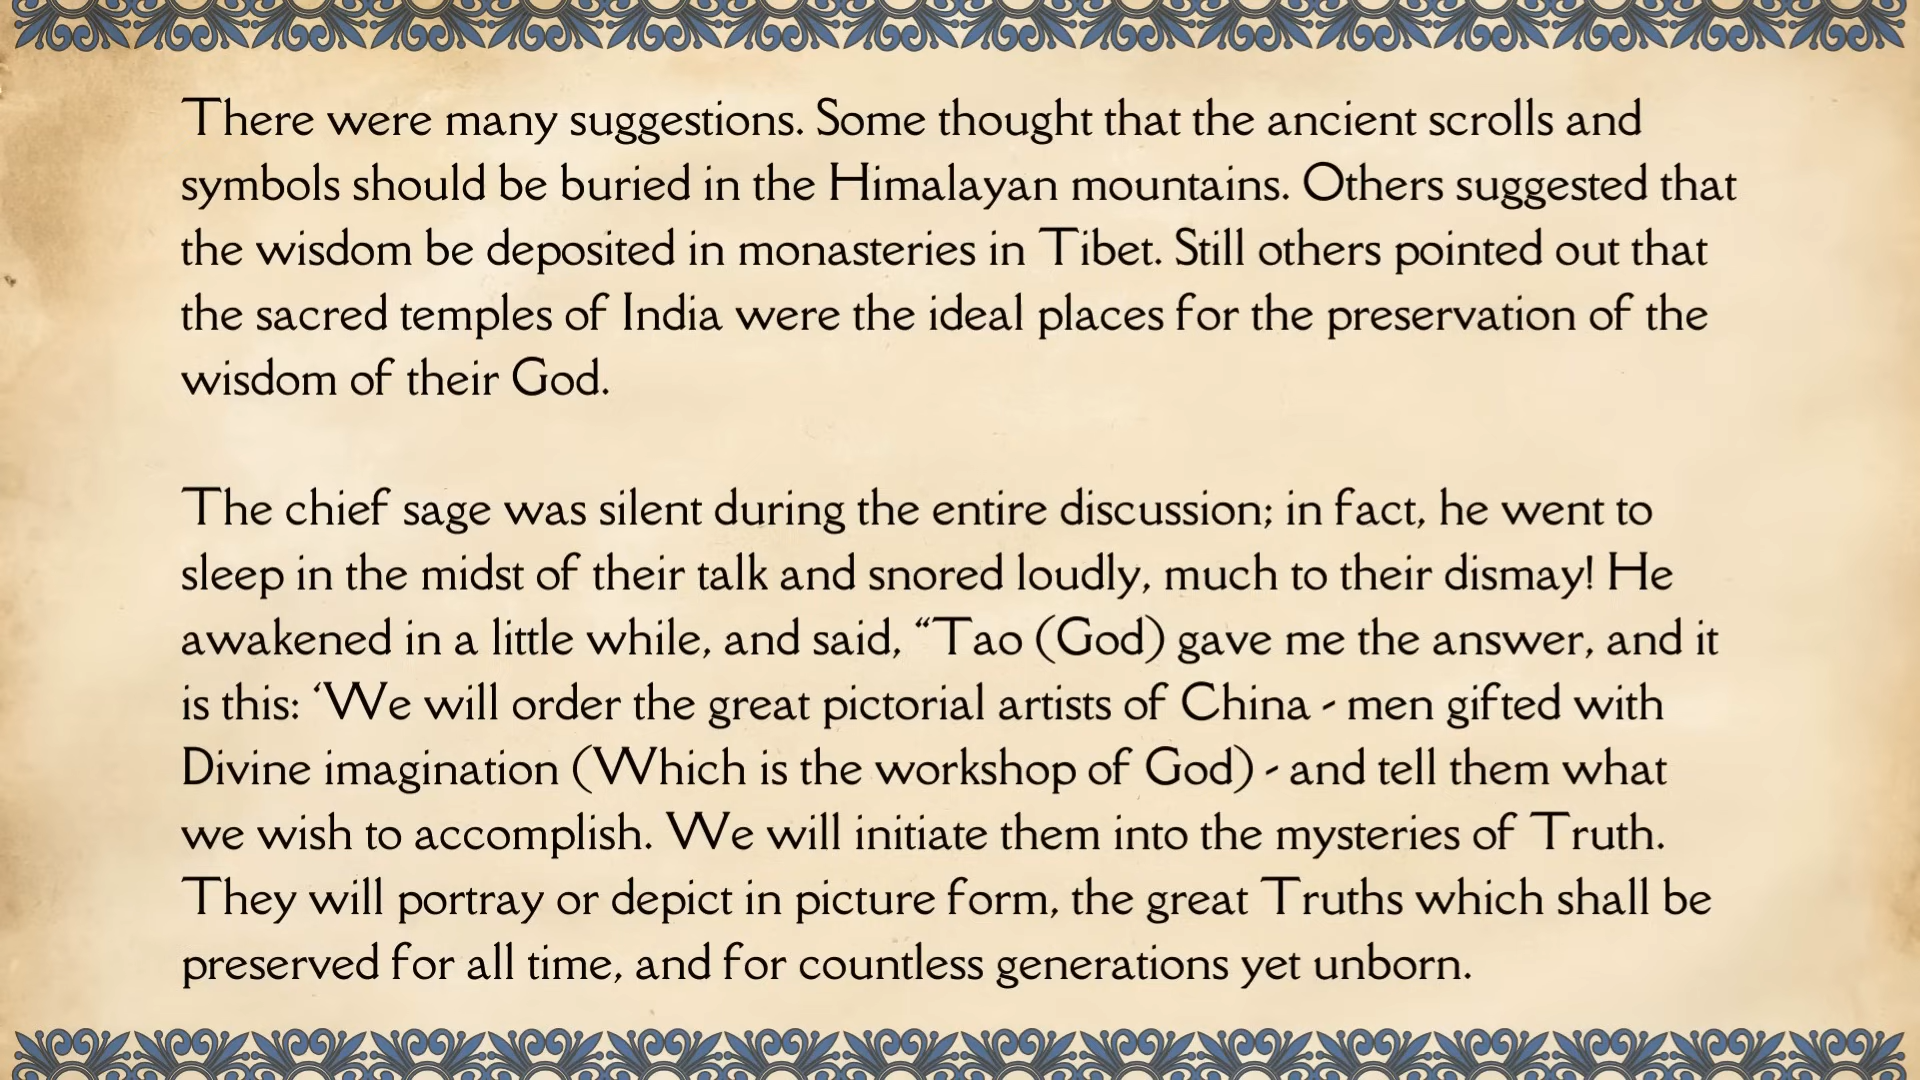 There were many suggestions. Some thought that the ancient scrolls and
symbols should be buried in the Himalayan mountains. Others suggested that
the wisdom be deposited in monasteries in Tibet. Still others pointed out that
the sacred temples of India were the ideal places for the preservation of the
wisdom of their God.
The chief sage was silent during the entire discussion; in fact, he went to
sleep in the midst of their talk and snored loudly, much to their dismay! He
awakened in a little while, and said, “Tao (God) gave me the answer, and it
is this: ‘We will order the great pictorial artists of China - men gifted with
Divine imagination (Which is the workshop of God) - and tell them what
we wish to accomplish. We will initiate them into the mysteries of Truth.
They will portray or depict in picture form, the great Truths which shall be
preserved for all time, and for countless generations yet unborn.